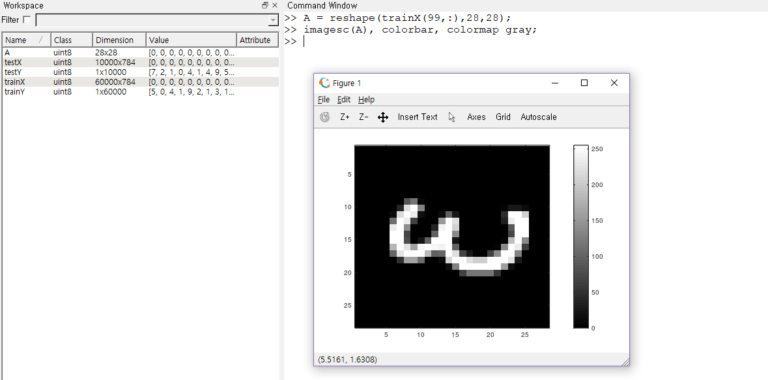 Workspace
Filter
Name Class Dimension Value Attribute
A uint8 28x28 [0, 0, 0, 0, 0, 0, 0, 0, 0...
testX uint8 10000x784 [0, 0, 0, 0, 0, 0, 0, 0, 0...
testY uint8 1x10000 [7, 2, 1, 0, 4, 1, 4, 9, 5...
trainX uint8 60000x784 [0, 0, 0, 0, 0, 0, 0, 0, 0...
trainY uint8 1x60000 [5, 0, 4, 1, 9, 2, 1, 3, 1...
Command Window
>> A = reshape(trainX(99,:),28,28);
>> imagesc(A), colorbar, colormap gray;
>>
Figure 1
File Edit Help
Z+ Z- Insert Text Axes Grid Autoscale
5
10
15
20
25
5 10 15 20 25
250
200
150
100
50
0
(5.5161, 1.6308)